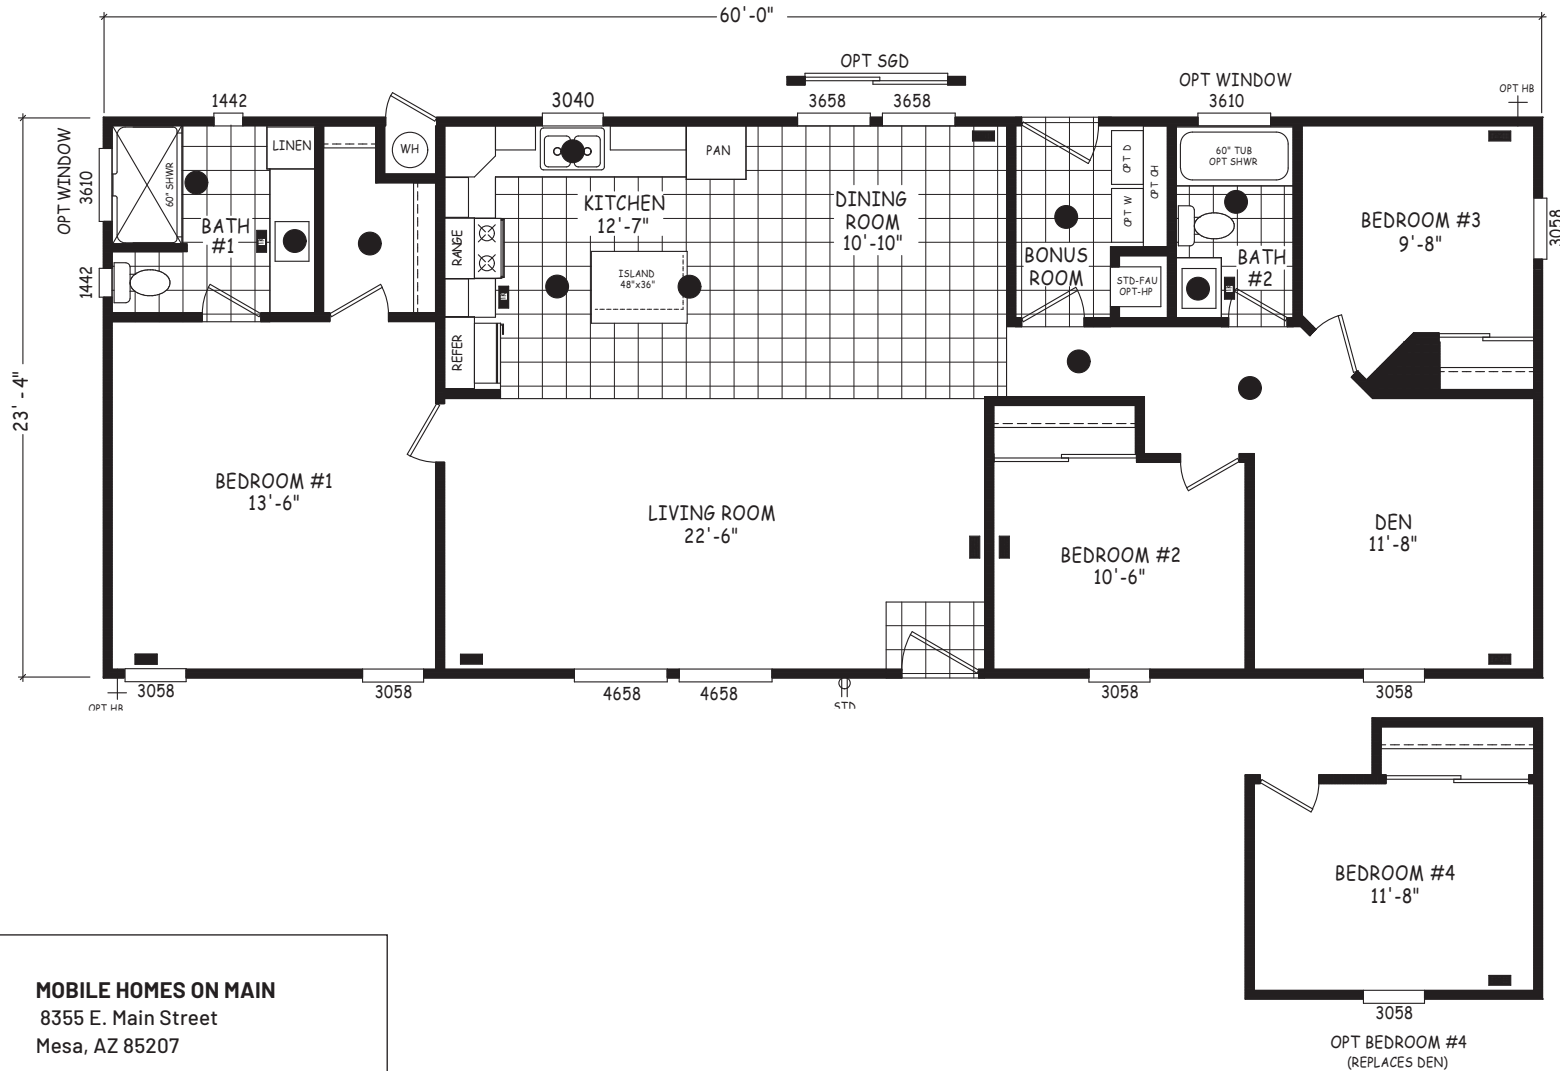 60'-0"
OPT SGD
OPT WINDOW
OPT HB
1442
3040
3658
3658
3610
OPT WINDOW
3610
60" SHWR
LINEN
WH
PAN
OPT D
OPT CH
60" TUB
OPT SHWR
BATH
#1
KITCHEN
12'-7"
DINING
ROOM
10'-10"
OPT W
BEDROOM #3
9'-8"
3058
1442
RANGE
ISLAND
48"x36"
BONUS
ROOM
STD-FAU
OPT-HP
BATH
#2
REFER
23' - 4"
BEDROOM #1
13'-6"
LIVING ROOM
22'-6"
BEDROOM #2
10'-6"
DEN
11'-8"
3058
3058
4658
4658
3058
3058
OPT HB
STD
BEDROOM #4
11'-8"
3058
OPT BEDROOM #4
(REPLACES DEN)
MOBILE HOMES ON MAIN
8355 E. Main Street
Mesa, AZ 85207